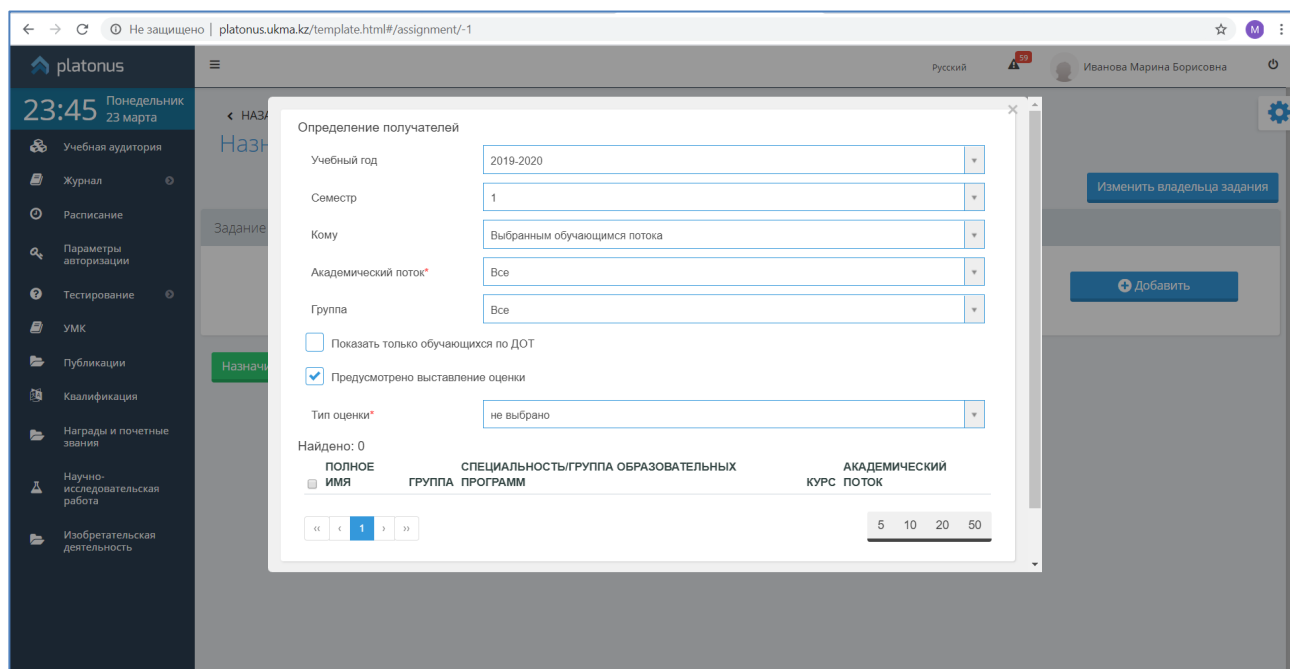 Не защищено | platonus.ukma.kz/template.html#/assignment/-1
M
platonus
Русский
59
Иванова Марина Борисовна
23:45
Понедельник
23 марта
Учебная аудитория
Журнал
Расписание
Параметры
авторизации
Тестирование
УМК
Публикации
Квалификация
Награды и почетные
звания
Научно-
исследовательская
работа
Изобретательская
деятельность
НАЗА
Назн
Изменить владельца задания
Задание
Добавить
Назначи
×
Определение получателей
Учебный год
2019-2020
Семестр
1
Кому
Выбранным обучающимся потока
Академический поток*
Все
Группа
Все
Показать только обучающихся по ДОТ
Предусмотрено выставление оценки
Тип оценки*
не выбрано
Найдено: 0
ПОЛНОЕ
ИМЯ
ГРУППА
СПЕЦИАЛЬНОСТЬ/ГРУППА ОБРАЗОВАТЕЛЬНЫХ
ПРОГРАММ
КУРС
АКАДЕМИЧЕСКИЙ
ПОТОК
‹‹ ‹ 1 › ››
5 10 20 50